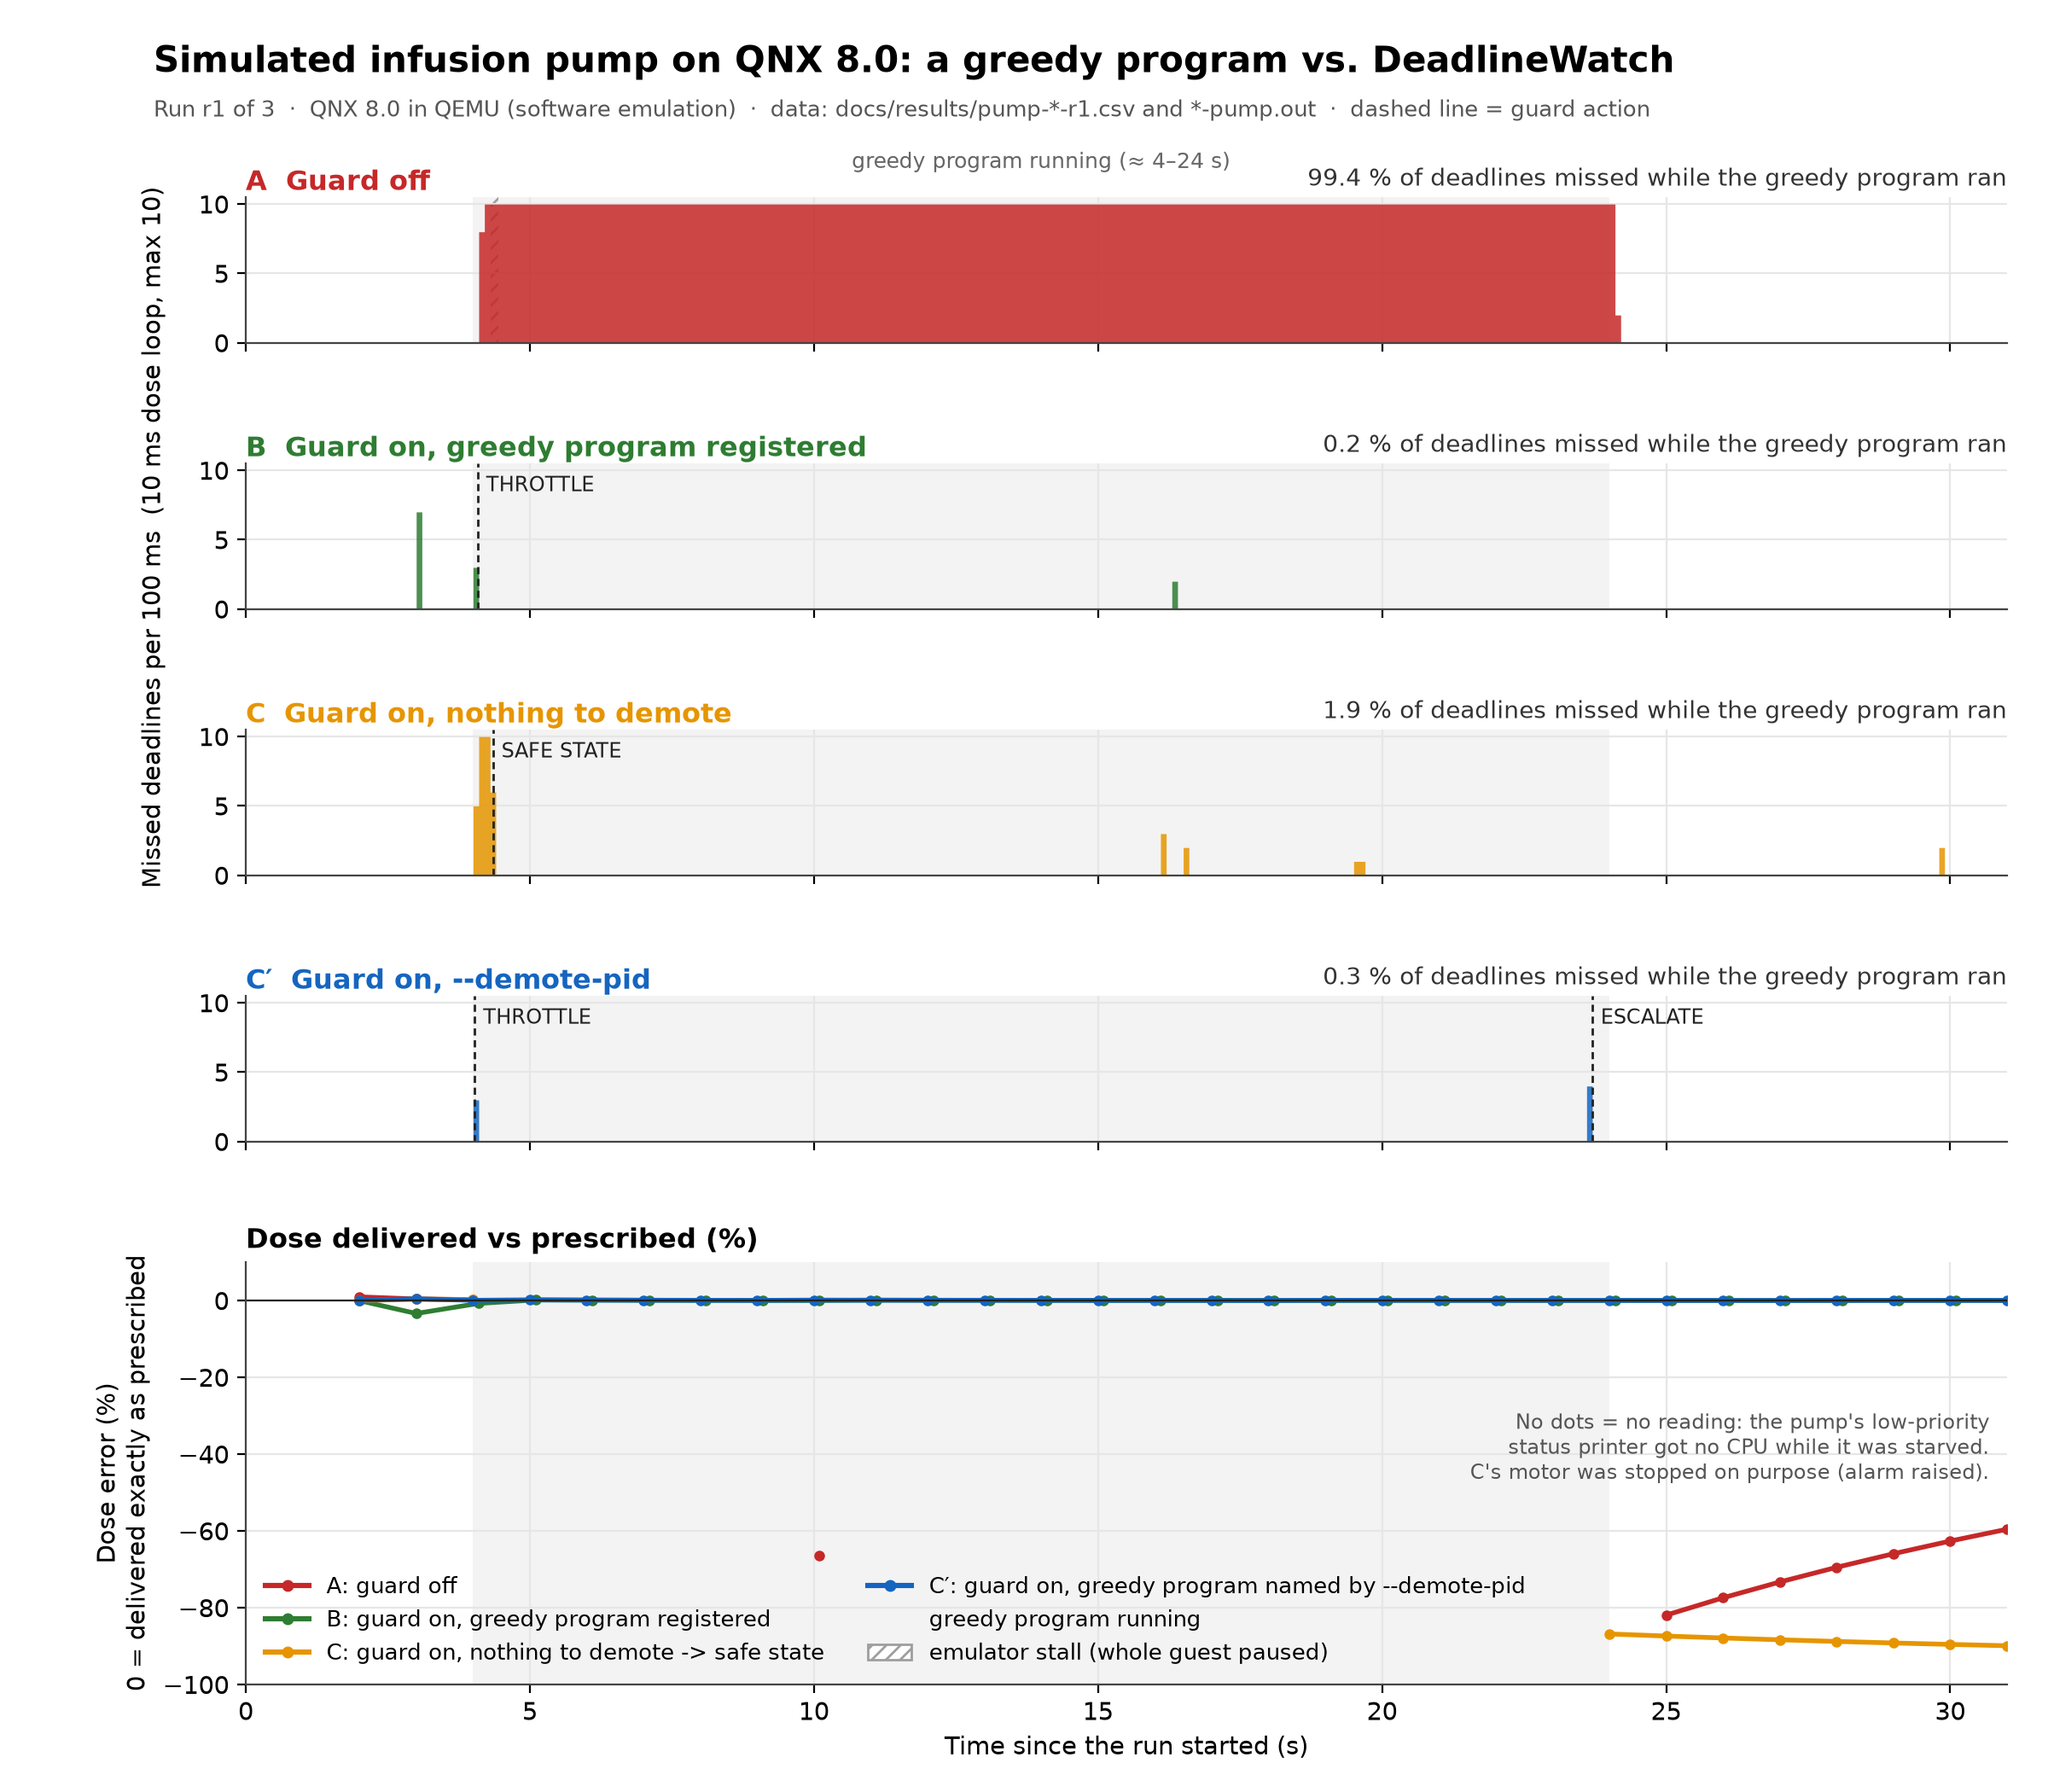 Simulated infusion pump on QNX 8.0: a greedy program vs. DeadlineWatch
Run r1 of 3  ·  QNX 8.0 in QEMU (software emulation)  ·  data: docs/results/pump-*-r1.csv and *-pump.out  ·  dashed line = guard action
greedy program running (≈ 4–24 s)
A  Guard off
99.4 % of deadlines missed while the greedy program ran
Missed deadlines per 100 ms  (10 ms dose loop, max 10)
10
5
0
B  Guard on, greedy program registered
0.2 % of deadlines missed while the greedy program ran
10
THROTTLE
5
0
C  Guard on, nothing to demote
1.9 % of deadlines missed while the greedy program ran
10
SAFE STATE
5
0
C′  Guard on, --demote-pid
0.3 % of deadlines missed while the greedy program ran
10
THROTTLE
ESCALATE
5
0
Dose delivered vs prescribed (%)
Dose error (%)
0 = delivered exactly as prescribed
0
−20
−40
−60
−80
−100
No dots = no reading: the pump's low-priority
status printer got no CPU while it was starved.
C's motor was stopped on purpose (alarm raised).
A: guard off
B: guard on, greedy program registered
C: guard on, nothing to demote -> safe state
C′: guard on, greedy program named by --demote-pid
greedy program running
emulator stall (whole guest paused)
0 5 10 15 20 25 30
Time since the run started (s)